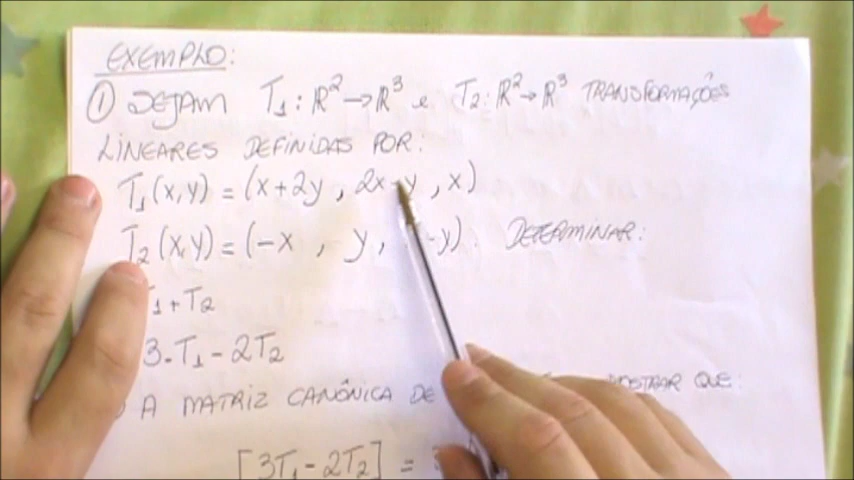 EXEMPLO:
① SEJAM T₁: ℝ² → ℝ³ e T₂: ℝ² → ℝ³ TRANSFORMAÇÕES
LINEARES DEFINIDAS POR:
T₁(x,y) = (x+2y, 2x-y, x)
T₂(x,y) = (-x, y, -y). DETERMINAR:
T₁+T₂
3.T₁-2T₂
A MATRIZ CANÔNICA DE MOSTRAR QUE:
[3T₁-2T₂] =